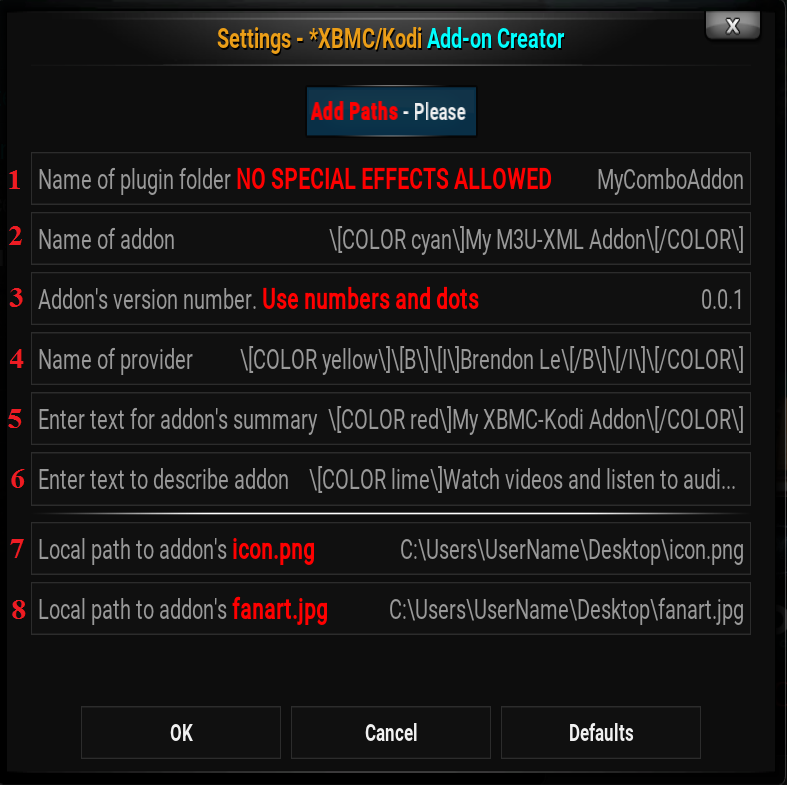 Settings - *XBMC/Kodi Add-on Creator
X
Add Paths - Please
1 Name of plugin folder NO SPECIAL EFFECTS ALLOWED MyComboAddon
2 Name of addon \[COLOR cyan\]My M3U-XML Addon\[/COLOR\]
3 Addon's version number. Use numbers and dots 0.0.1
4 Name of provider \[COLOR yellow\]\[B\]\[I\]Brendon Le\[/B\]\[/I\]\[/COLOR\]
5 Enter text for addon's summary \[COLOR red\]My XBMC-Kodi Addon\[/COLOR\]
6 Enter text to describe addon \[COLOR lime\]Watch videos and listen to audi...
7 Local path to addon's icon.png C:\Users\UserName\Desktop\icon.png
8 Local path to addon's fanart.jpg C:\Users\UserName\Desktop\fanart.jpg
OK Cancel Defaults